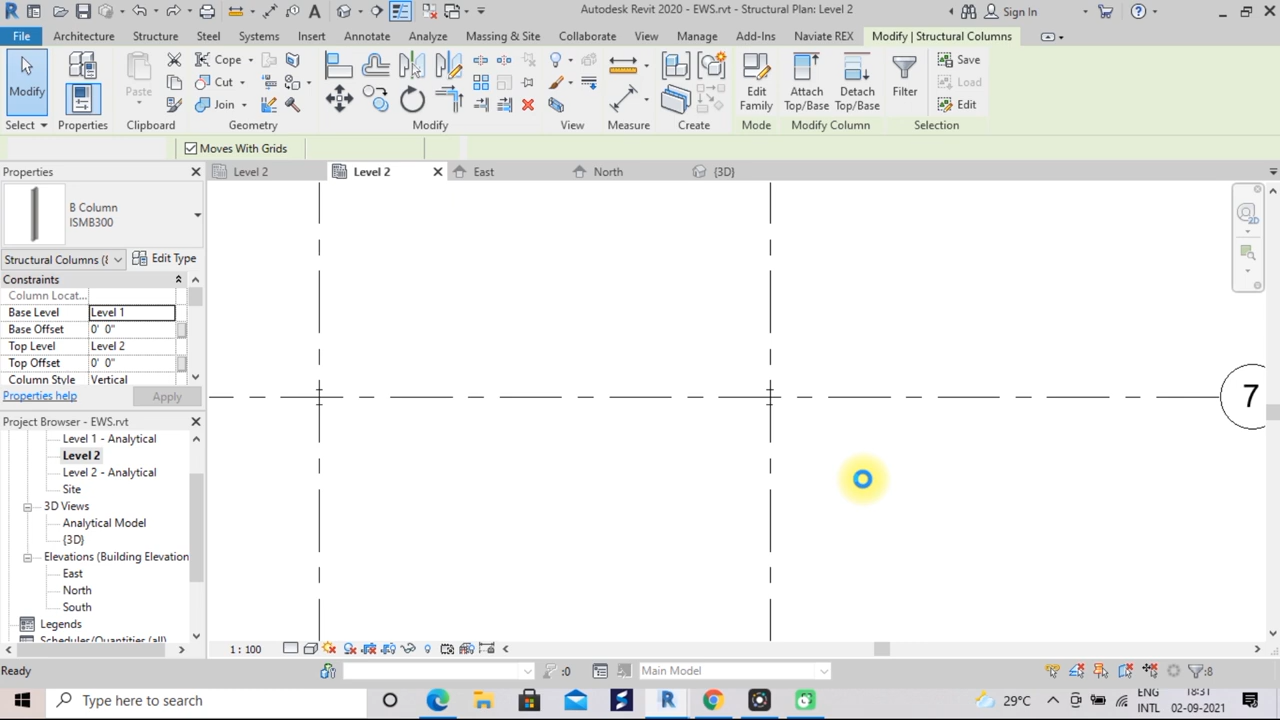 Autodesk Revit 2020 - EWS.rvt - Structural Plan: Level 2
Sign In
File Architecture Structure Steel Systems Insert Annotate Analyze Massing & Site Collaborate View Manage Add-Ins Naviate REX Modify | Structural Columns
Modify
Paste
Cope
Cut
Join
Edit Family
Attach Top/Base
Detach Top/Base
Filter
Save
Load
Edit
Select Properties Clipboard Geometry Modify View Measure Create Mode Modify Column Selection
Moves With Grids
Properties
Level 2
Level 2
East
North
{3D}
B Column
ISMB300
Structural Columns (8
Edit Type
Constraints
Column Locat...
Base Level Level 1
Base Offset 0' 0"
Top Level Level 2
Top Offset 0' 0"
Column Style Vertical
Properties help
Apply
Project Browser - EWS.rvt
Level 1 - Analytical
Level 2
Level 2 - Analytical
Site
3D Views
Analytical Model
{3D}
Elevations (Building Elevation
East
North
South
Legends
Schedules/Quantities (all)
7
2D
1 : 100
Ready
:0
Main Model
:8
Type here to search
29°C
ENG
INTL
18:31
02-09-2021